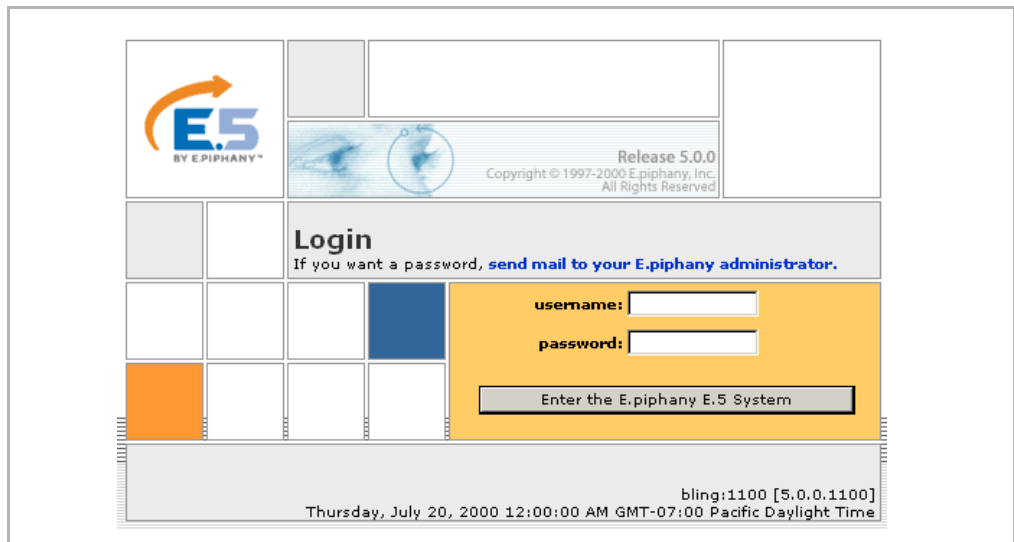 E.5
BY E.PIPHANY™
Release 5.0.0
Copyright © 1997-2000 E.piphany, Inc.
All Rights Reserved
Login
If you want a password, send mail to your E.piphany administrator.
username:
password:
Enter the E.piphany E.5 System
bling:1100 [5.0.0.1100]
Thursday, July 20, 2000 12:00:00 AM GMT-07:00 Pacific Daylight Time